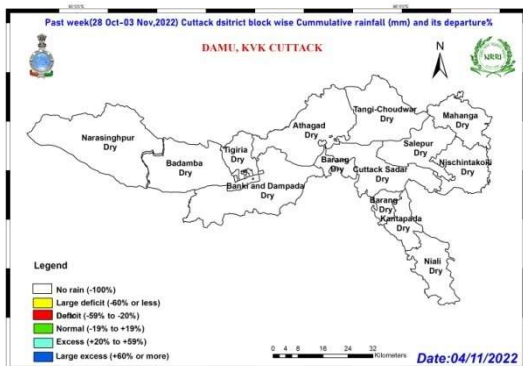 Past week(28 Oct-03 Nov,2022) Cuttack dsitrict block wise Cummulative rainfall (mm) and its departure%
DAMU, KVK CUTTACK
N
NRRI
Tangi-Choudwar
Dry
Mahanga
Dry
Athagad
Dry
Narasinghpur
Dry
Tigiria
Dry
Salepur
Dry
Badamba
Dry
Barang
Dry
Cuttack Sadar
Dry
Nischintakoili
Dry
Banki and Dampada
Dry
Barang
Dry
Kantapada
Dry
Niali
Dry
Legend
No rain (-100%)
Large deficit (-60% or less)
Deficit (-59% to -20%)
Normal (-19% to +19%)
Excess (+20% to +59%)
Large excess (+60% or more)
0 4 8 16 24 32
Kilometers
Date:04/11/2022